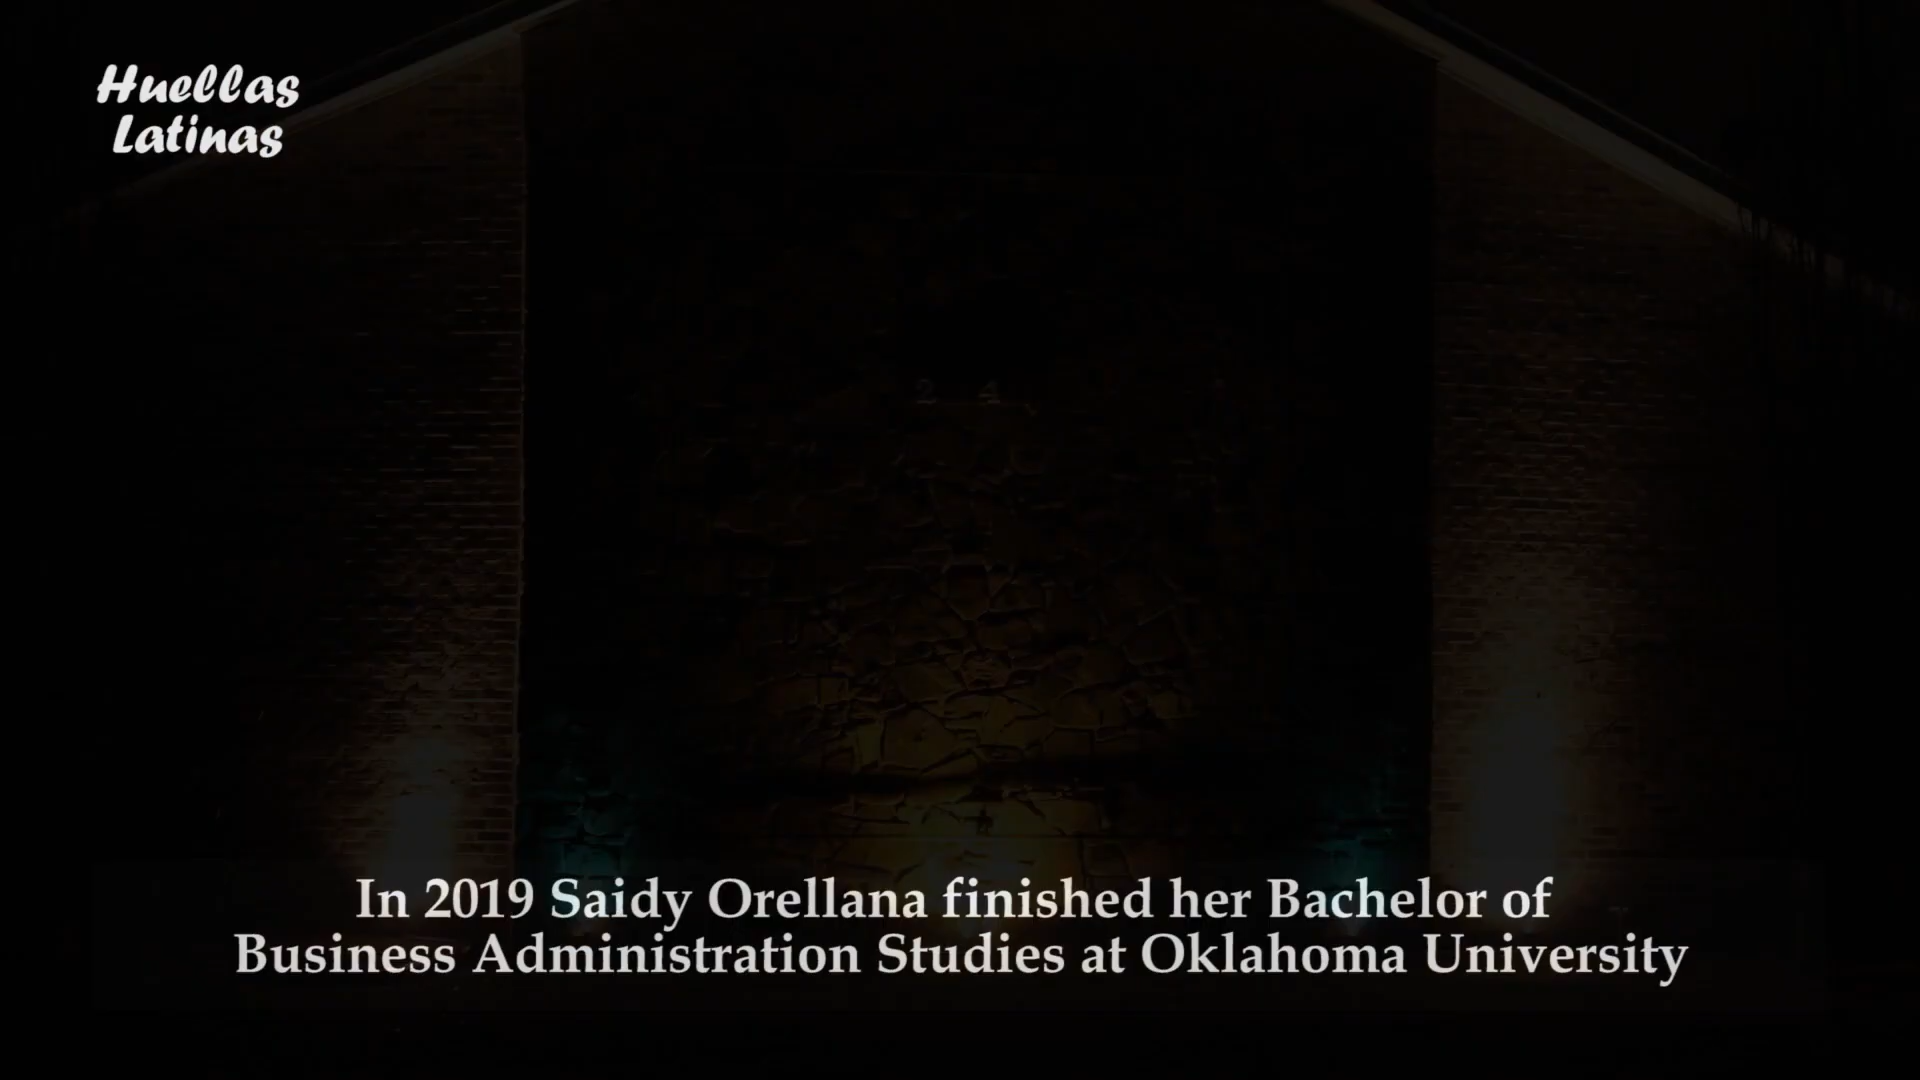 Huellas
Latinas
In 2019 Saidy Orellana finished her Bachelor of
Business Administration Studies at Oklahoma University